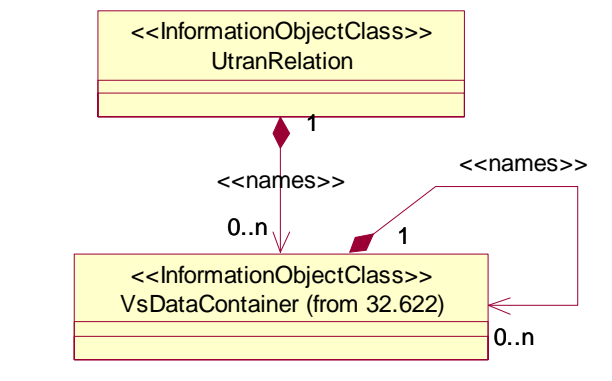 <<InformationObjectClass>>
UtranRelation
1
<<names>>
<<names>>
0..n
1
<<InformationObjectClass>>
VsDataContainer (from 32.622)
0..n